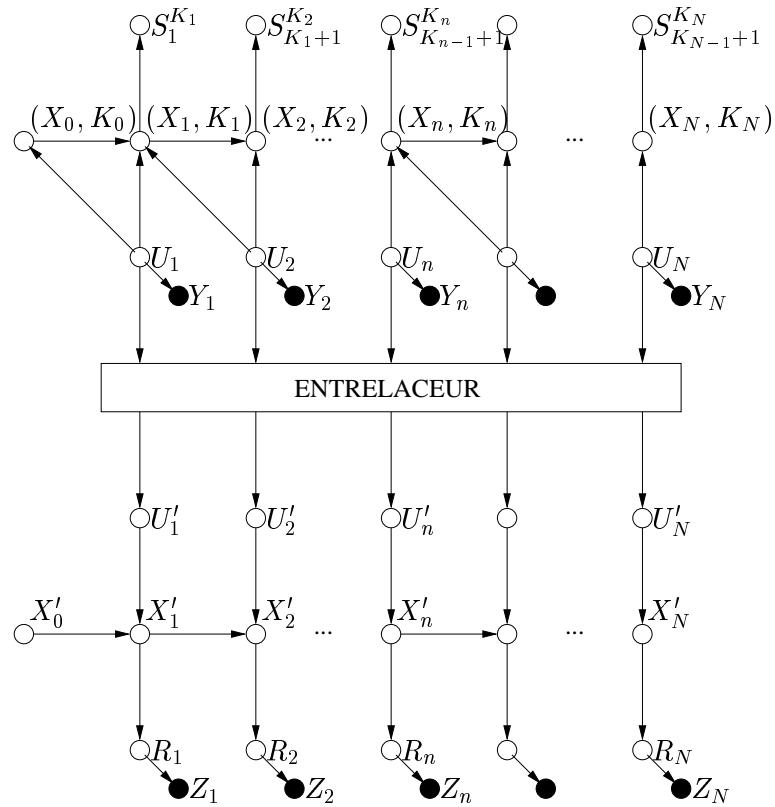 S_1^{K_1} S_{K_1+1}^{K_2} S_{K_{n-1}+1}^{K_n} S_{K_{N-1}+1}^{K_N}
(X_0, K_0) (X_1, K_1) (X_2, K_2) (X_n, K_n) (X_N, K_N)
... ...
U_1 U_2 U_n U_N
Y_1 Y_2 Y_n Y_N
ENTRELACEUR
U'_1 U'_2 U'_n U'_N
X'_0 X'_1 X'_2 X'_n X'_N
... ...
R_1 R_2 R_n R_N
Z_1 Z_2 Z_n Z_N